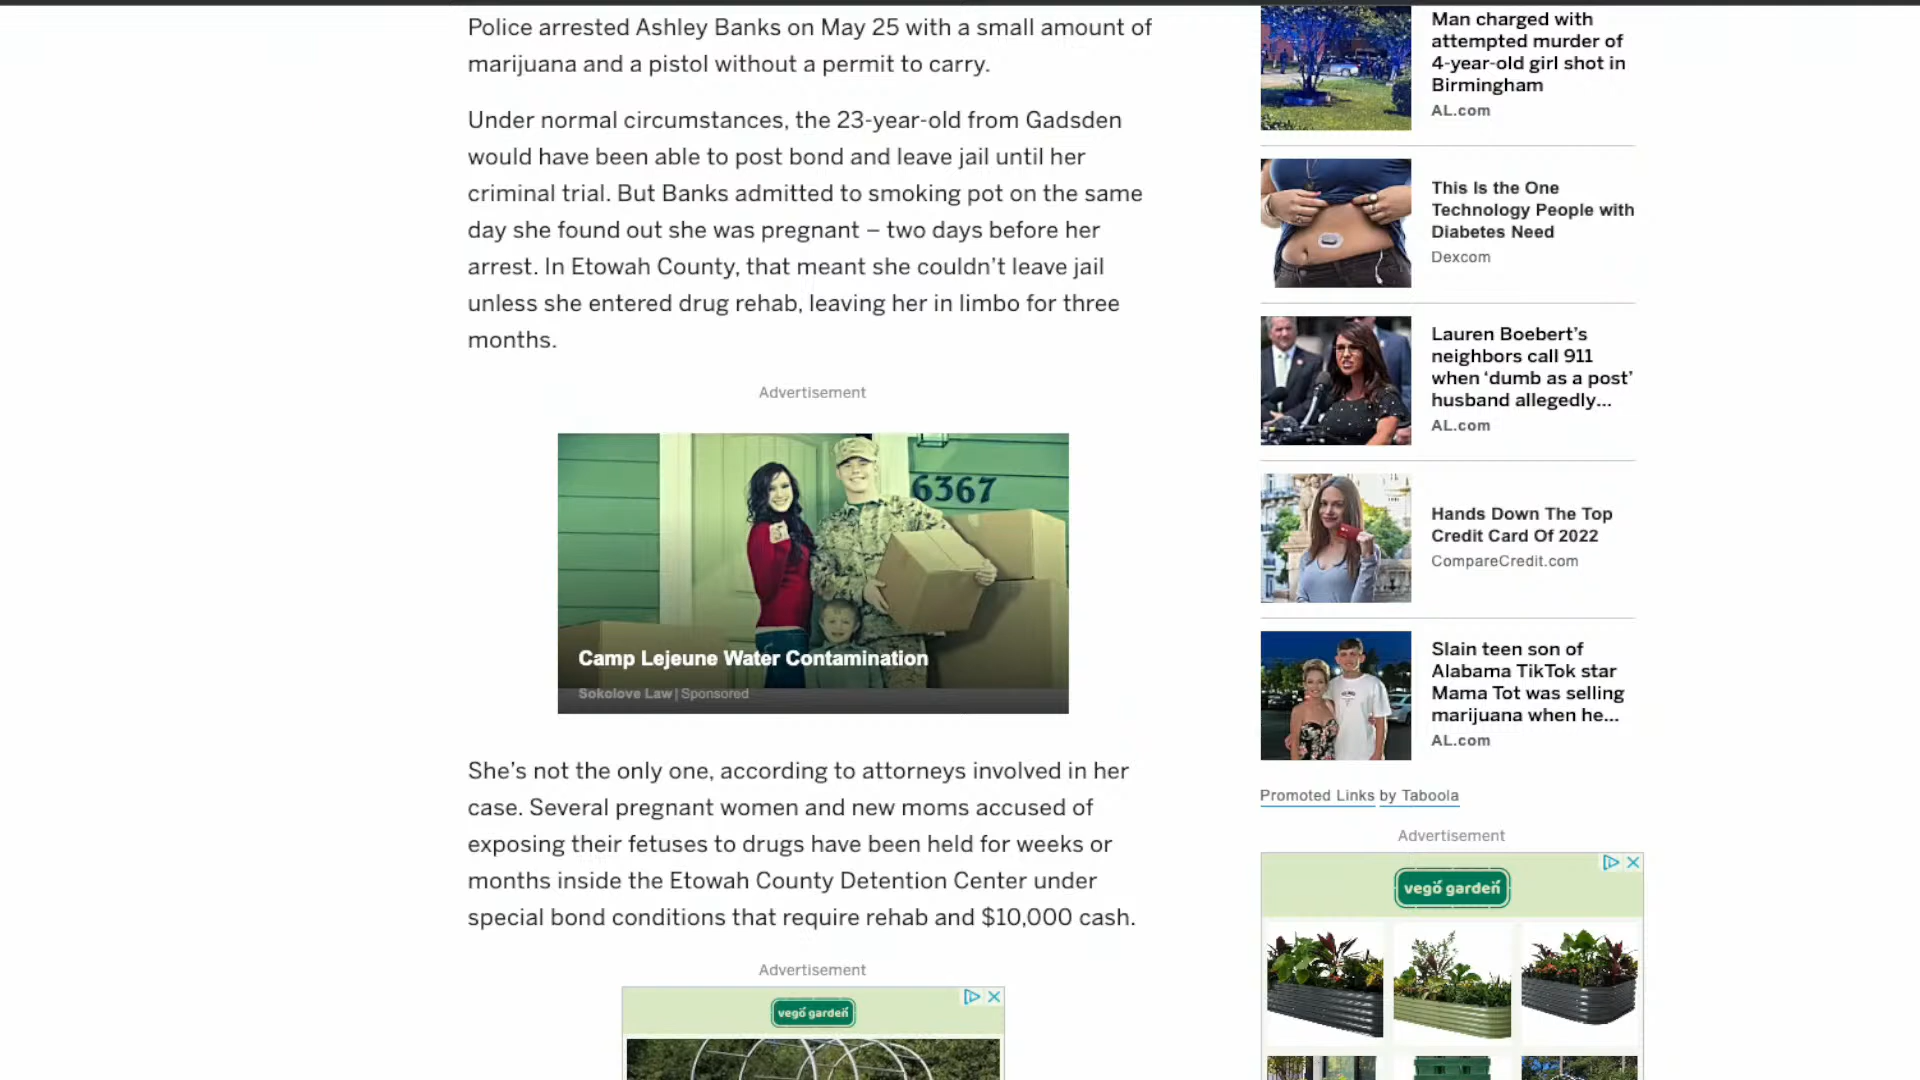 Police arrested Ashley Banks on May 25 with a small amount of
marijuana and a pistol without a permit to carry.
Under normal circumstances, the 23-year-old from Gadsden
would have been able to post bond and leave jail until her
criminal trial. But Banks admitted to smoking pot on the same
day she found out she was pregnant – two days before her
arrest. In Etowah County, that meant she couldn’t leave jail
unless she entered drug rehab, leaving her in limbo for three
months.
Advertisement
6367
Camp Lejeune Water Contamination
Sokolove Law | Sponsored
She’s not the only one, according to attorneys involved in her
case. Several pregnant women and new moms accused of
exposing their fetuses to drugs have been held for weeks or
months inside the Etowah County Detention Center under
special bond conditions that require rehab and $10,000 cash.
Advertisement
vegō garden
Man charged with
attempted murder of
4-year-old girl shot in
Birmingham
AL.com
This Is the One
Technology People with
Diabetes Need
Dexcom
Lauren Boebert’s
neighbors call 911
when ‘dumb as a post’
husband allegedly...
AL.com
Hands Down The Top
Credit Card Of 2022
CompareCredit.com
Slain teen son of
Alabama TikTok star
Mama Tot was selling
marijuana when he...
AL.com
Promoted Links by Taboola
Advertisement
vegō garden